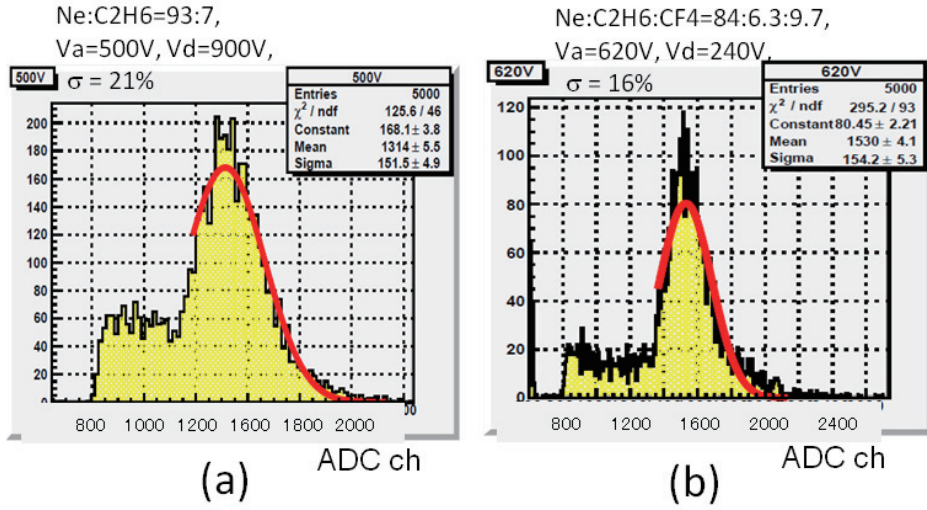 Ne:C2H6=93:7,
Va=500V, Vd=900V,
500V
σ = 21%
500V
Entries 5000
χ² / ndf 125.6 / 46
Constant 168.1 ± 3.8
Mean 1314 ± 5.5
Sigma 151.5 ± 4.9
200
180
160
140
120
100
80
60
40
20
0
800 1000 1200 1400 1600 1800 2000
00
ADC ch
(a)
Ne:C2H6:CF4=84:6.3:9.7,
Va=620V, Vd=240V,
620V
σ = 16%
620V
Entries 5000
χ² / ndf 295.2 / 93
Constant 80.45 ± 2.21
Mean 1530 ± 4.1
Sigma 154.2 ± 5.3
120
100
80
60
40
20
0
800 1200 1600 2000 2400
ADC ch
(b)